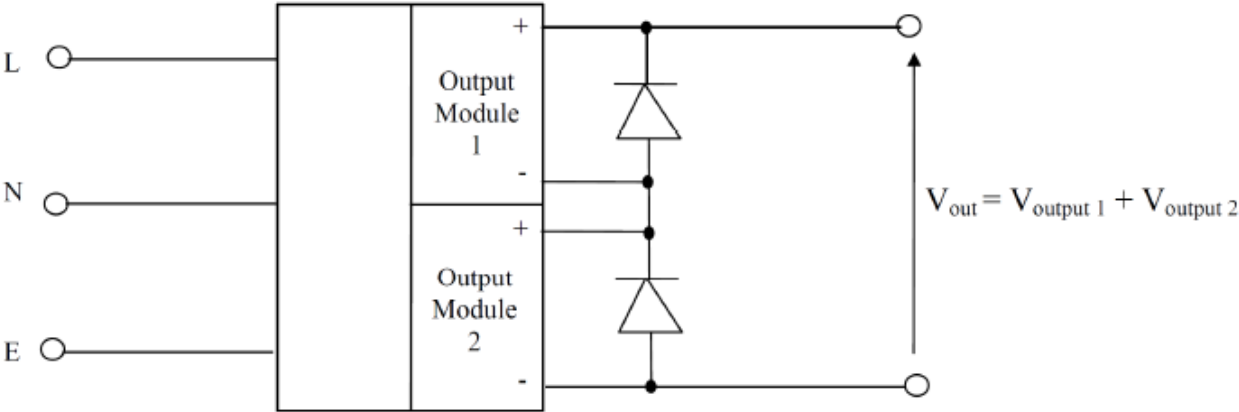 L
N
E
+
Output
Module
1
-
+
Output
Module
2
-
Vout = Voutput 1 + Voutput 2